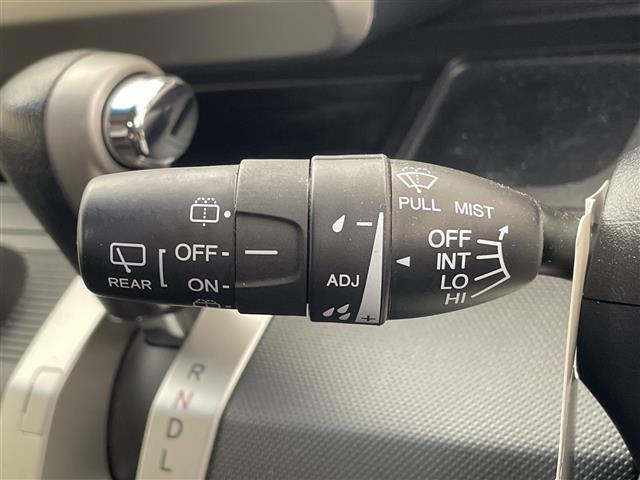 PULL MIST
OFF
INT
LO
HI
OFF
ON
REAR
ADJ
-
+
R
N
D
L